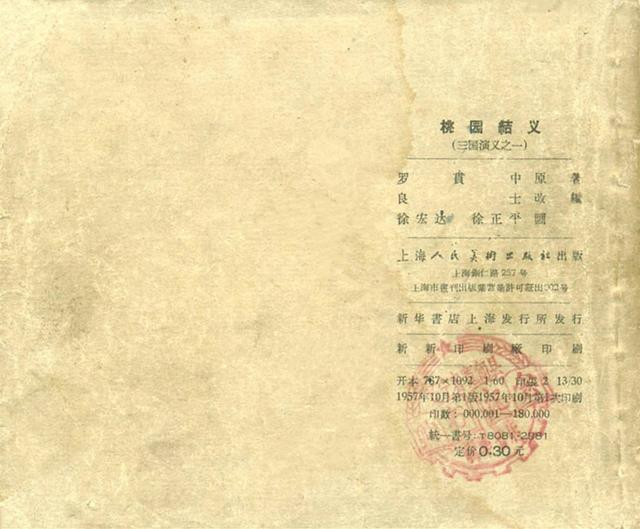 桃园結义
(三国演义之一)
罗貫中原著
良士改編
徐宏达 徐正平圖
上海人民美術出版社出版
上海銅仁路257号
上海市書刊出版業営業許可証出002号
新华書店上海发行所发行
新新印刷廠印刷
开本 787×1092 1/60 印張 2 13/30
1957年10月第1版1957年10月第1次印刷
印数：000,001—180,000
統一書号：T8081·2981
定价0.30元